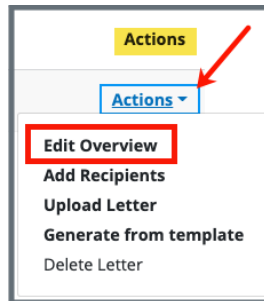 Actions
Actions
Edit Overview
Add Recipients
Upload Letter
Generate from template
Delete Letter